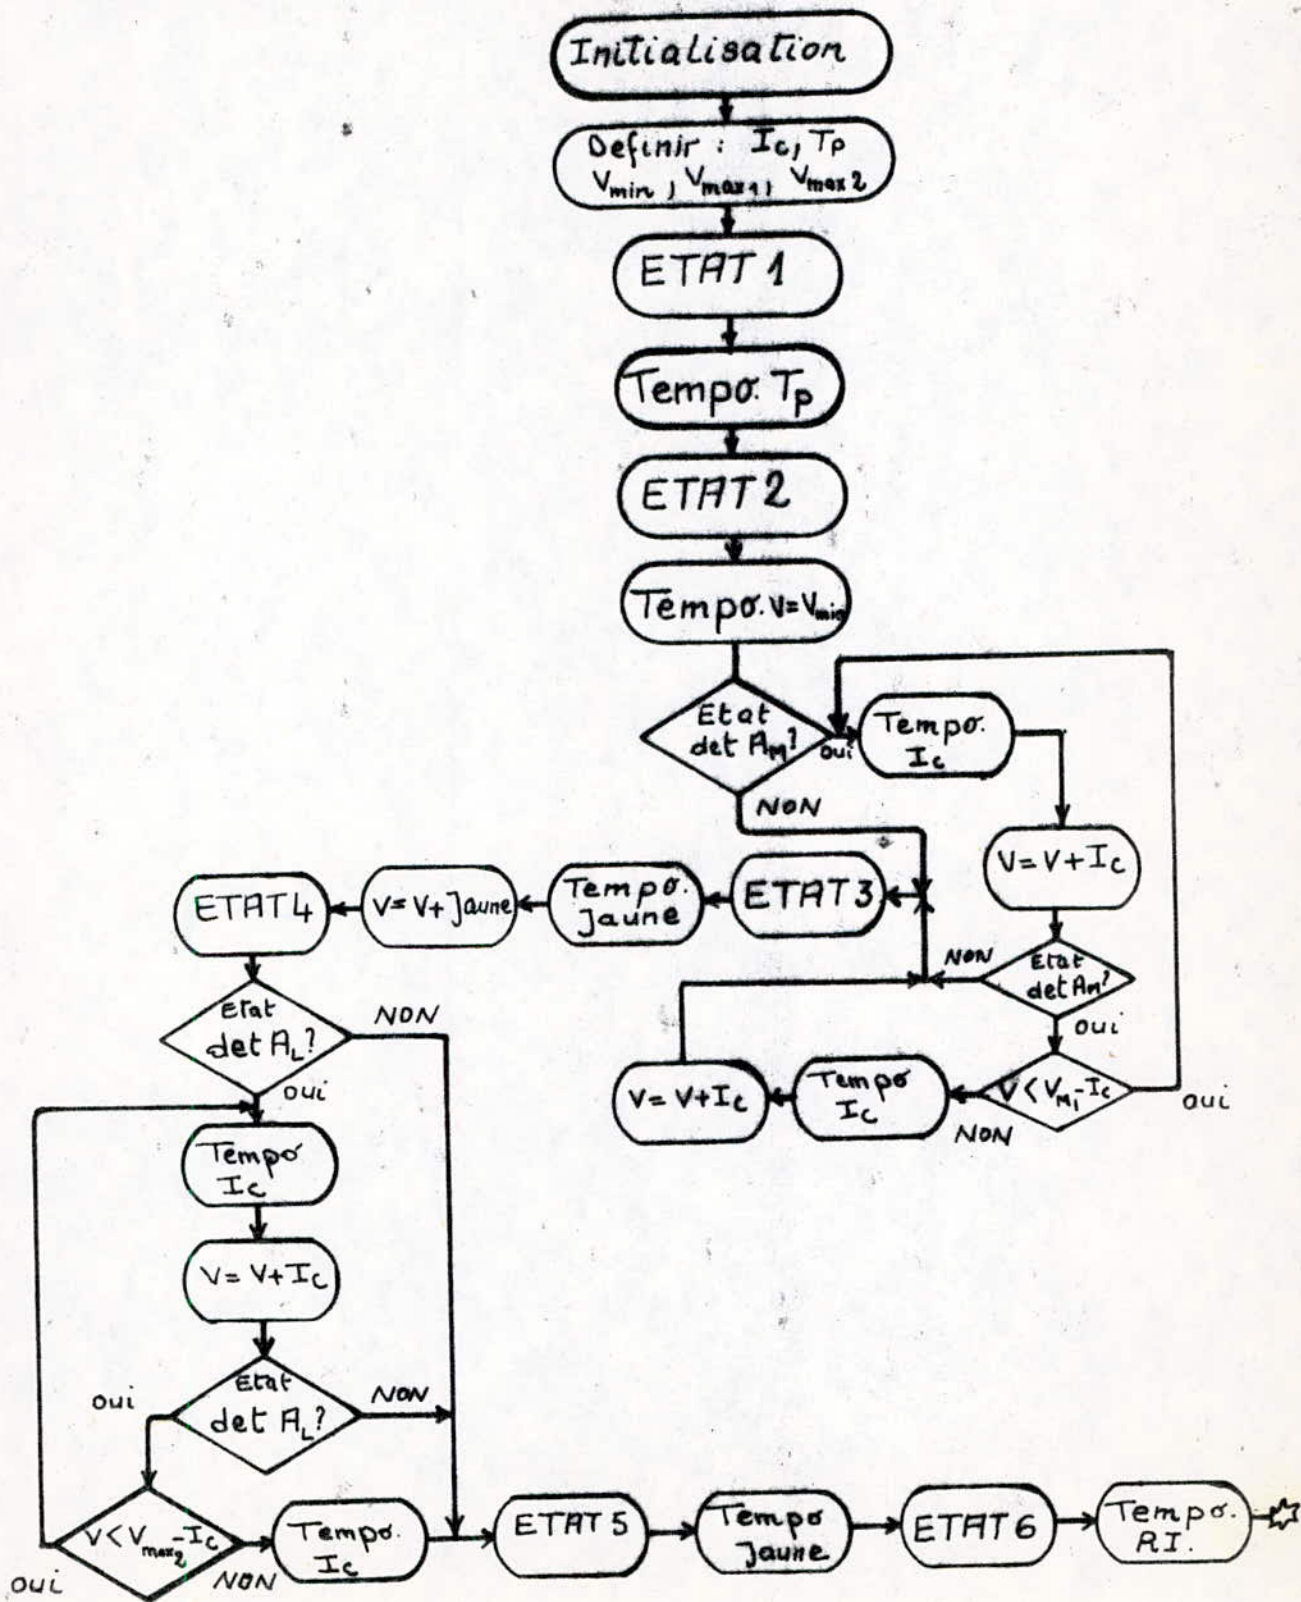 Initialisation
Definir : Ic, Tp
Vmin, Vmax1, Vmax2
ETAT 1
Tempo. Tp
ETAT 2
Tempo. V=Vmin
Etat
det AM?
oui
Tempo.
Ic
NON
V= V+Ic
Etat
det AM?
NON
oui
V<VM1-Ic
oui
NON
Tempo
Ic
V= V+Ic
ETAT 3
Tempo.
Jaune
V= V+Jaune
ETAT 4
Etat
det AL?
NON
oui
Tempo
Ic
V= V+Ic
Etat
det AL?
oui
NON
V<Vmax2-Ic
oui
NON
Tempo.
Ic
ETAT 5
Tempo
Jaune
ETAT 6
Tempo.
RI.